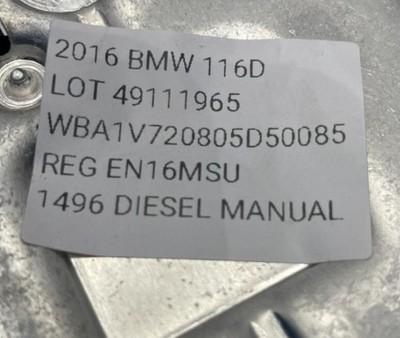 2016 BMW 116D
LOT 49111965
WBA1V720805D50085
REG EN16MSU
1496 DIESEL MANUAL